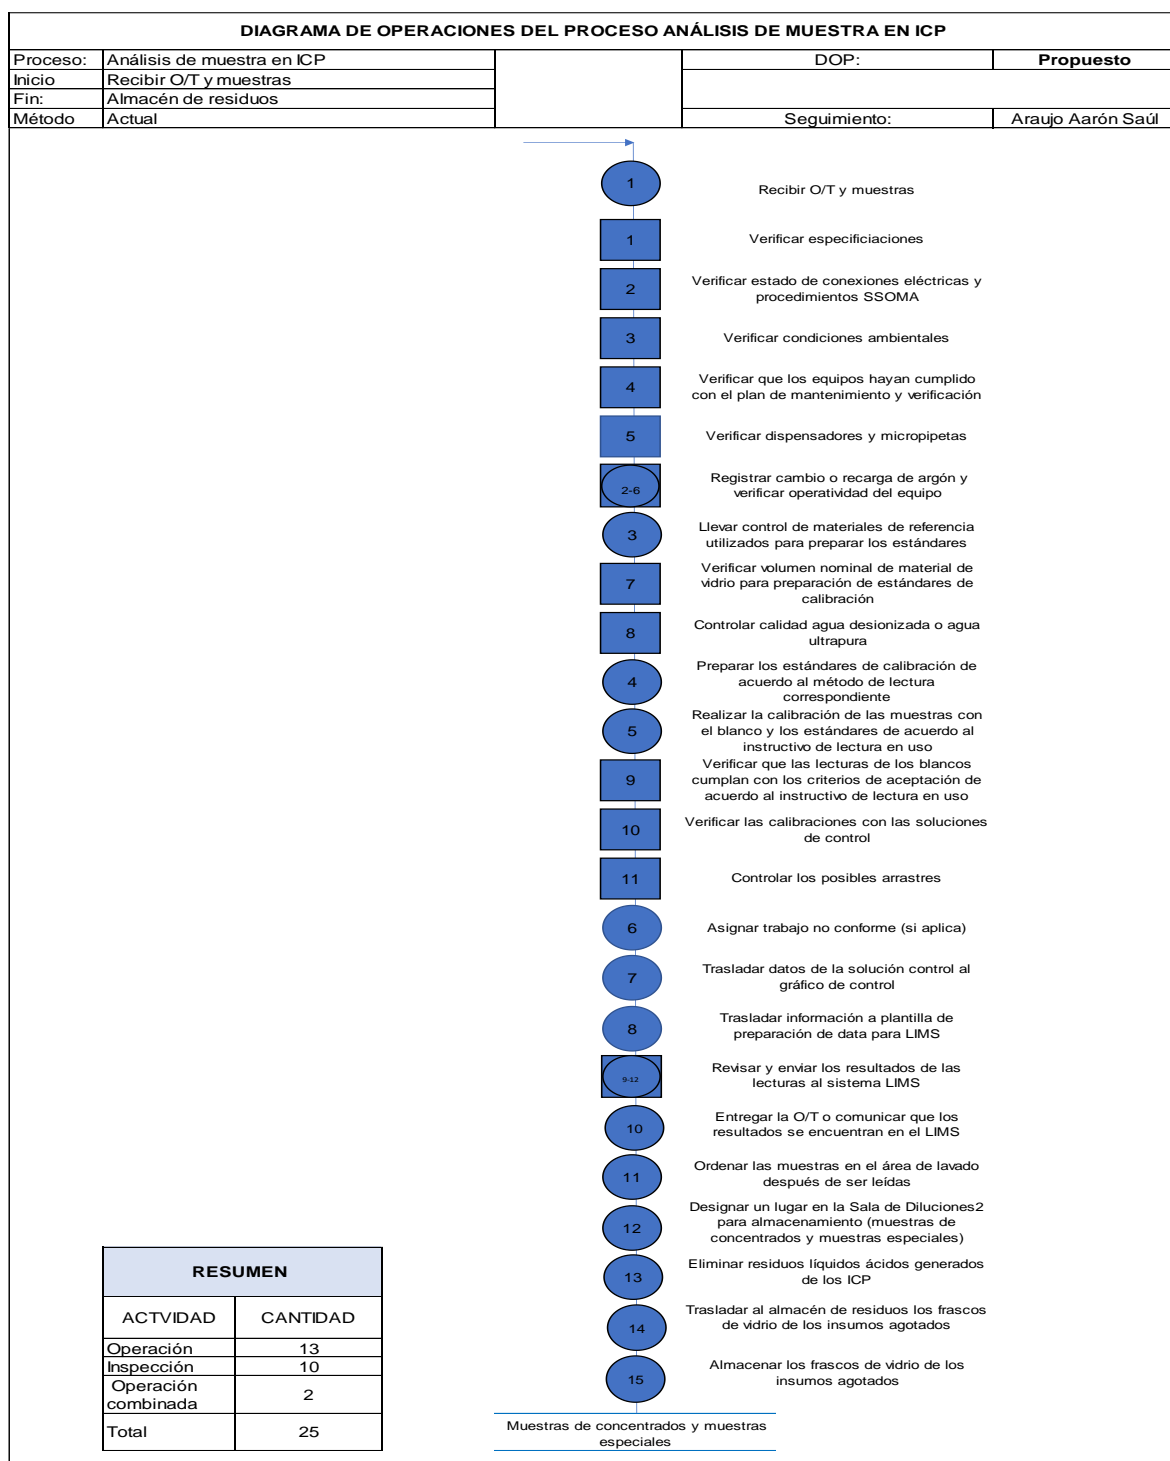 DIAGRAMA DE OPERACIONES DEL PROCESO ANÁLISIS DE MUESTRA EN ICP
Proceso: Análisis de muestra en ICP DOP: Propuesto
Inicio Recibir O/T y muestras
Fin: Almacén de residuos
Método Actual Seguimiento: Araujo Aarón Saúl
1 Recibir O/T y muestras
1 Verificar especificiaciones
2 Verificar estado de conexiones eléctricas y
procedimientos SSOMA
3 Verificar condiciones ambientales
4 Verificar que los equipos hayan cumplido
con el plan de mantenimiento y verificación
5 Verificar dispensadores y micropipetas
2-6 Registrar cambio o recarga de argón y
verificar operatividad del equipo
3 Llevar control de materiales de referencia
utilizados para preparar los estándares
7 Verificar volumen nominal de material de
vidrio para preparación de estándares de
calibración
8 Controlar calidad agua desionizada o agua
ultrapura
4 Preparar los estándares de calibración de
acuerdo al método de lectura
correspondiente
5 Realizar la calibración de las muestras con
el blanco y los estándares de acuerdo al
instructivo de lectura en uso
9 Verificar que las lecturas de los blancos
cumplan con los criterios de aceptación de
acuerdo al instructivo de lectura en uso
10 Verificar las calibraciones con las soluciones
de control
11 Controlar los posibles arrastres
6 Asignar trabajo no conforme (si aplica)
7 Trasladar datos de la solución control al
gráfico de control
8 Trasladar información a plantilla de
preparación de data para LIMS
9-12 Revisar y enviar los resultados de las
lecturas al sistema LIMS
10 Entregar la O/T o comunicar que los
resultados se encuentran en el LIMS
11 Ordenar las muestras en el área de lavado
después de ser leídas
12 Designar un lugar en la Sala de Diluciones2
para almacenamiento (muestras de
concentrados y muestras especiales)
13 Eliminar residuos líquidos ácidos generados
de los ICP
14 Trasladar al almacén de residuos los frascos
de vidrio de los insumos agotados
15 Almacenar los frascos de vidrio de los
insumos agotados
Muestras de concentrados y muestras
especiales
RESUMEN
ACTVIDAD CANTIDAD
Operación 13
Inspección 10
Operación
combinada 2
Total 25